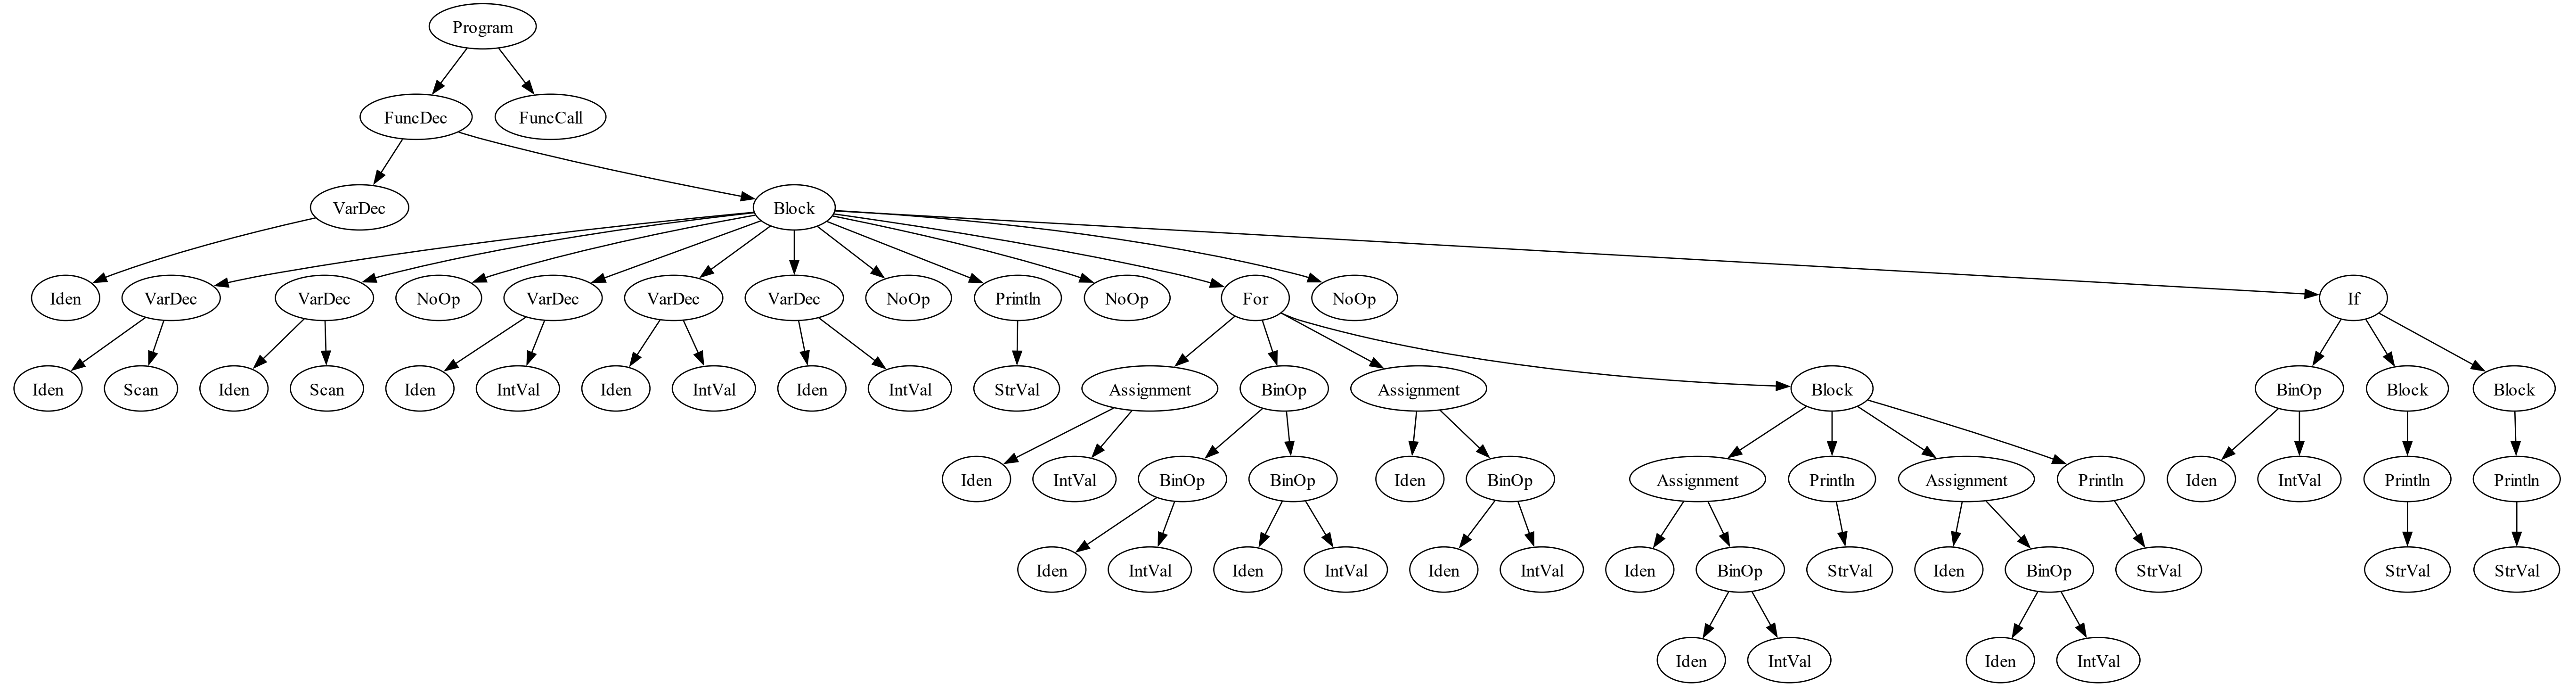 Program
FuncDec FuncCall
VarDec Block
Iden VarDec VarDec NoOp VarDec VarDec VarDec NoOp Println NoOp For NoOp If
Iden Scan Iden Scan Iden IntVal Iden IntVal Iden IntVal StrVal Assignment BinOp Assignment Block BinOp Block Block
Iden IntVal BinOp BinOp Iden BinOp Assignment Println Assignment Println Iden IntVal Println Println
Iden IntVal Iden IntVal Iden IntVal Iden BinOp StrVal Iden BinOp StrVal StrVal StrVal
Iden IntVal Iden IntVal